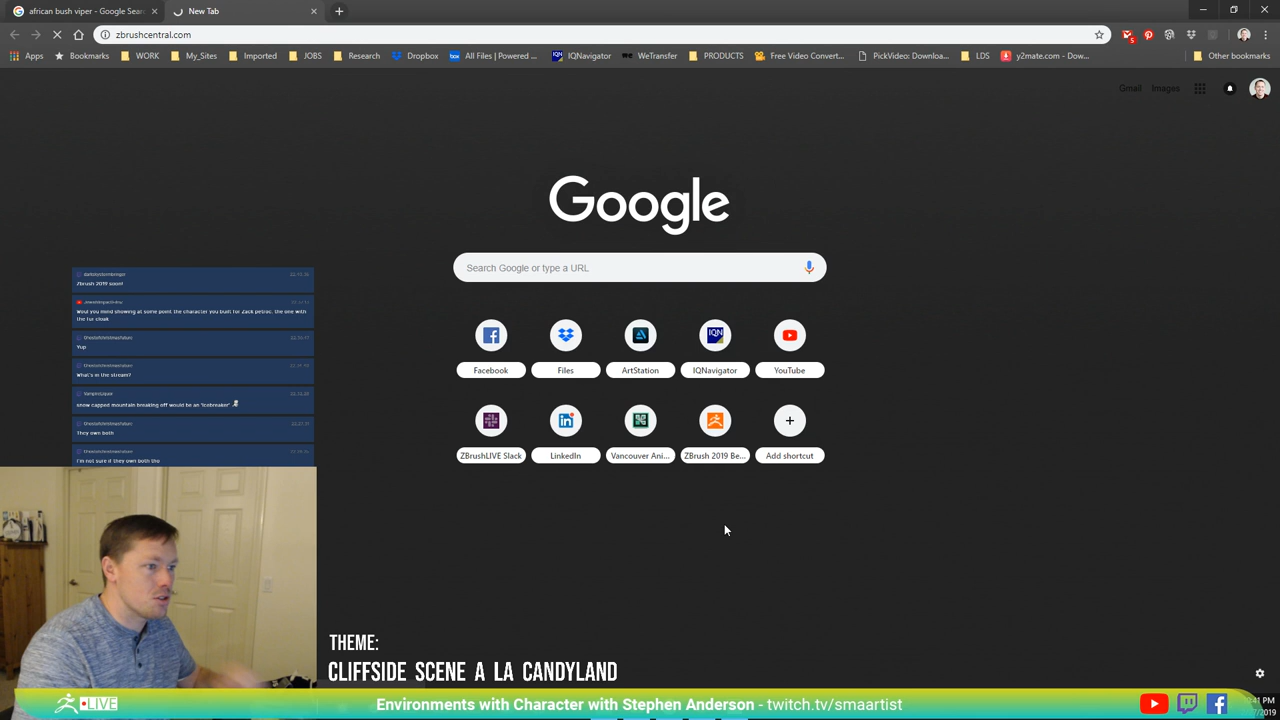 african bush viper - Google Sear
New Tab
zbrushcentral.com
Apps
Bookmarks
WORK
My_Sites
Imported
JOBS
Research
Dropbox
All Files | Powered ...
IQNavigator
WeTransfer
PRODUCTS
Free Video Convert...
PickVideo: Downloa...
LDS
y2mate.com - Dow...
Other bookmarks
Gmail
Images
Google
Search Google or type a URL
IQN
Facebook
Files
ArtStation
IQNavigator
YouTube
ZBrushLIVE Slack
LinkedIn
Vancouver Ani...
ZBrush 2019 Be...
Add shortcut
Zbrush 2019 soon!
Woul you mind showing at some point the character you built for Zack petroc, the one with
the fur cloak
Yup
What's in the stream?
snow capped mountain breaking off would be an "icebreaker"
They own both
I'm not sure if they own both tho
THEME:
CLIFFSIDE SCENE A LA CANDYLAND
LIVE
Environments with Character with Stephen Anderson - twitch.tv/smaartist